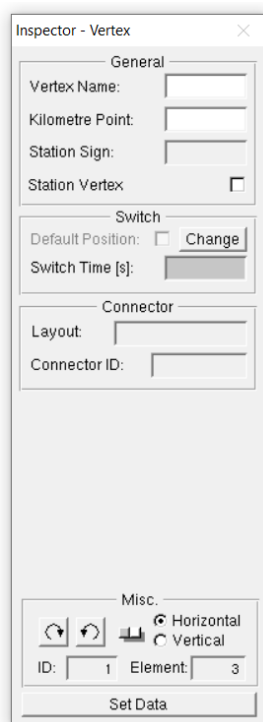 Inspector - Vertex
General
Vertex Name:
Kilometre Point:
Station Sign:
Station Vertex
Switch
Default Position: Change
Switch Time [s]:
Connector
Layout:
Connector ID:
Misc.
Horizontal
Vertical
ID: 1 Element: 3
Set Data